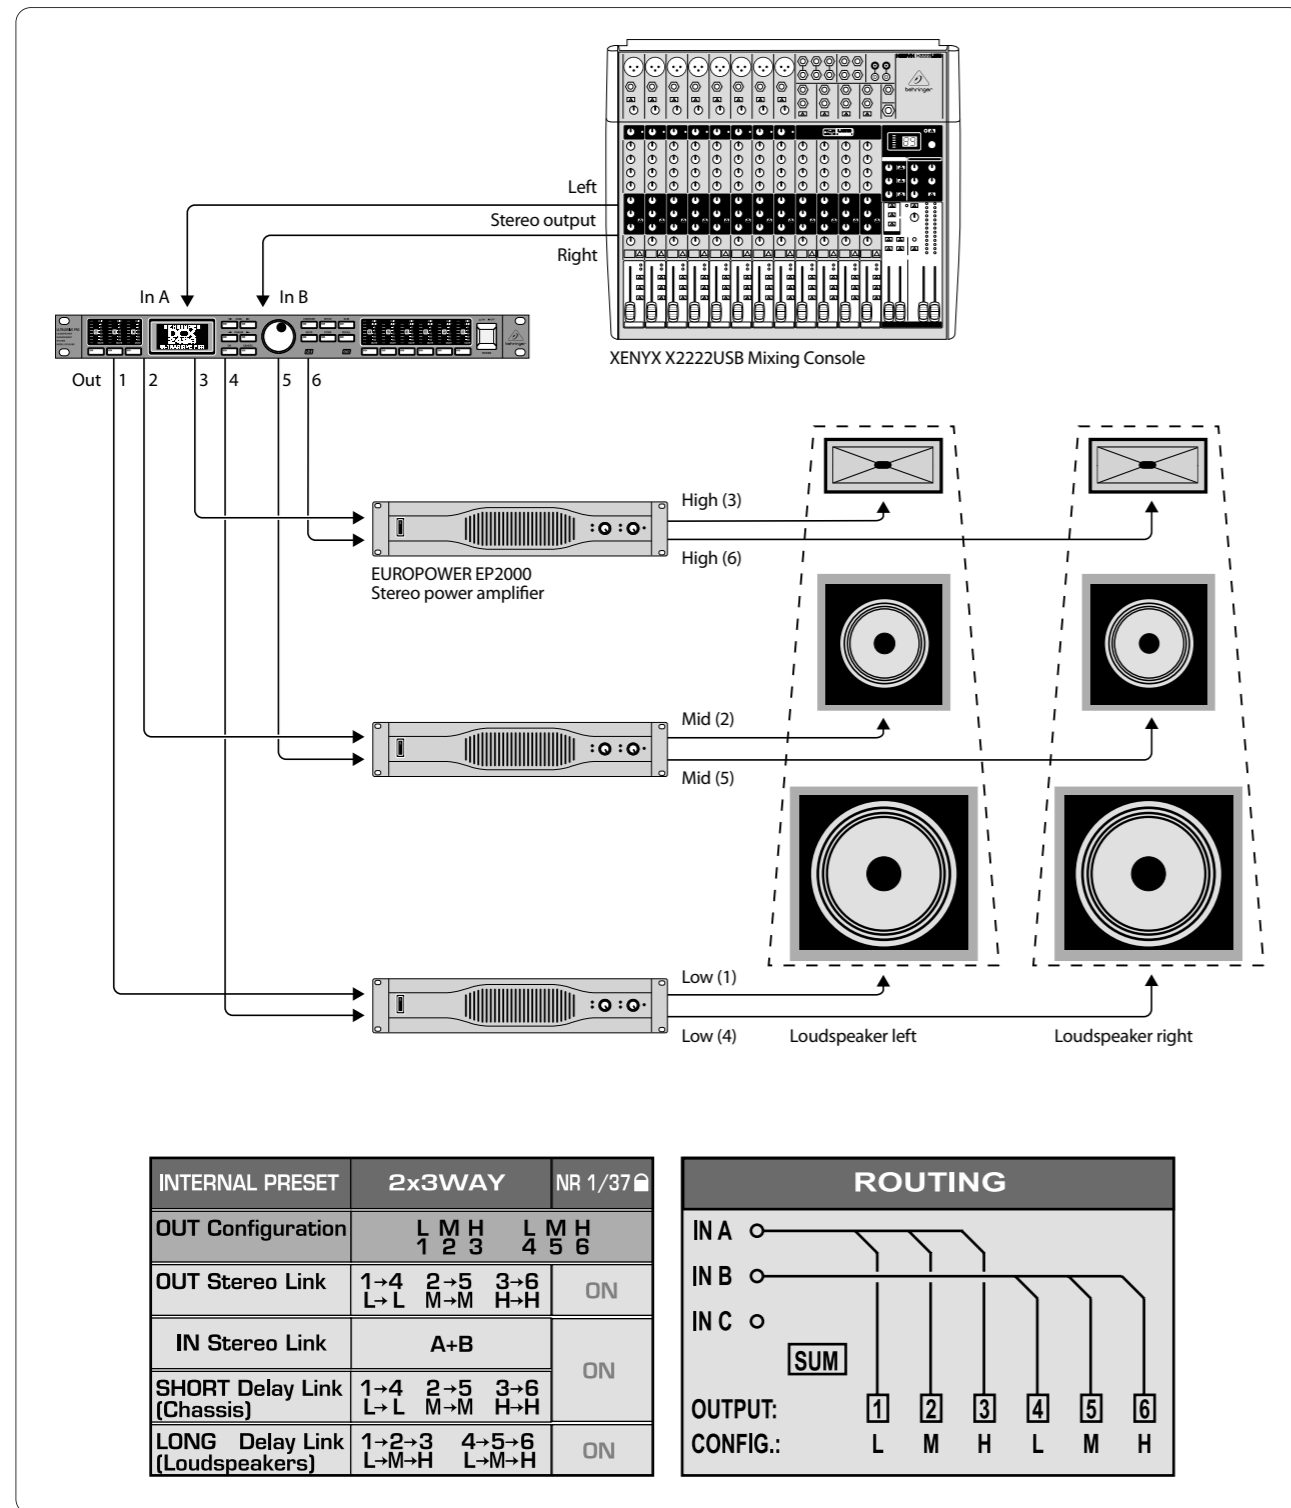 behringer
Left
Stereo output
Right
In A
In B
DCX
2496
Out 1 2 3 4 5 6
XENYX X2222USB Mixing Console
High (3)
High (6)
EUROPOWER EP2000
Stereo power amplifier
Mid (2)
Mid (5)
Low (1)
Low (4)
Loudspeaker left
Loudspeaker right
INTERNAL PRESET 2x3WAY NR 1/37
OUT Configuration L M H L M H
1 2 3 4 5 6
OUT Stereo Link 1→4 2→5 3→6 ON
L→L M→M H→H
IN Stereo Link A+B
ON
SHORT Delay Link 1→4 2→5 3→6
(Chassis) L→L M→M H→H
LONG Delay Link 1→2→3 4→5→6 ON
(Loudspeakers) L→M→H L→M→H
ROUTING
IN A
IN B
IN C
SUM
OUTPUT: 1 2 3 4 5 6
CONFIG.: L M H L M H